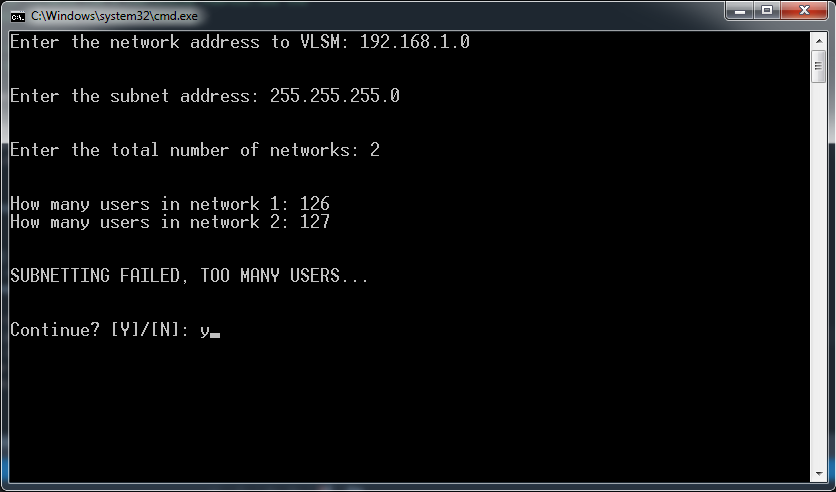 C:\Windows\system32\cmd.exe
Enter the network address to VLSM: 192.168.1.0
Enter the subnet address: 255.255.255.0
Enter the total number of networks: 2
How many users in network 1: 126
How many users in network 2: 127
SUBNETTING FAILED, TOO MANY USERS...
Continue? [Y]/[N]: y